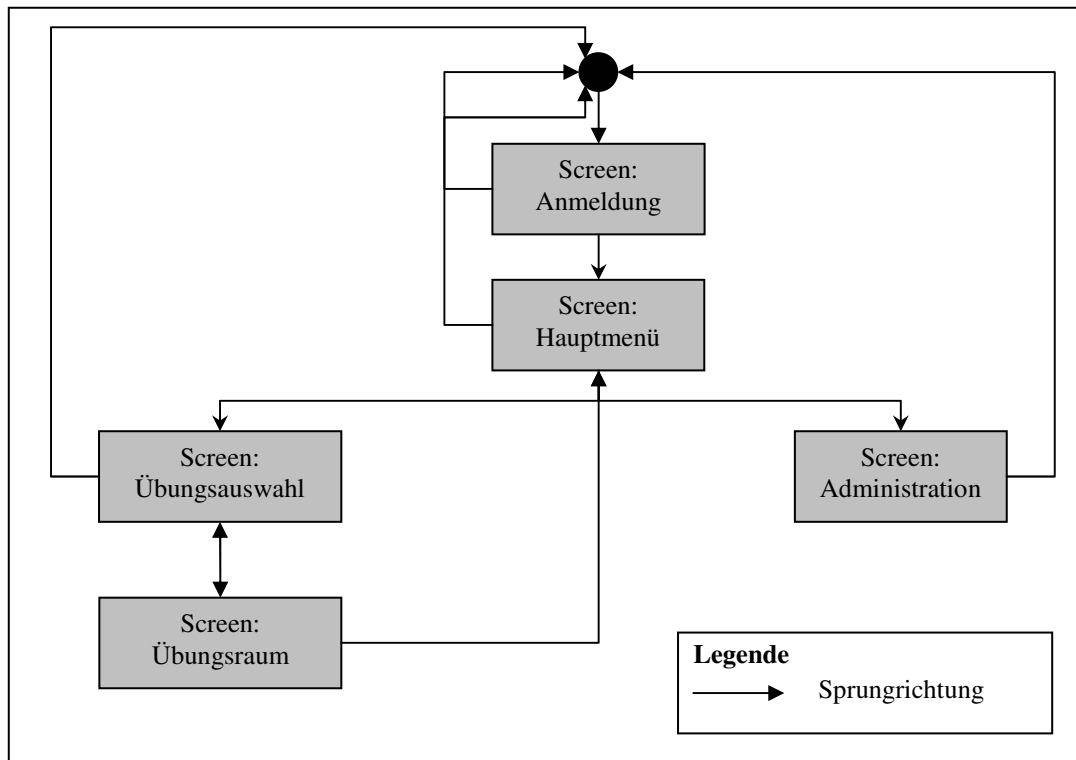 Screen:
Anmeldung
Screen:
Hauptmenü
Screen:
Übungsauswahl
Screen:
Administration
Screen:
Übungsraum
Legende
Sprungrichtung